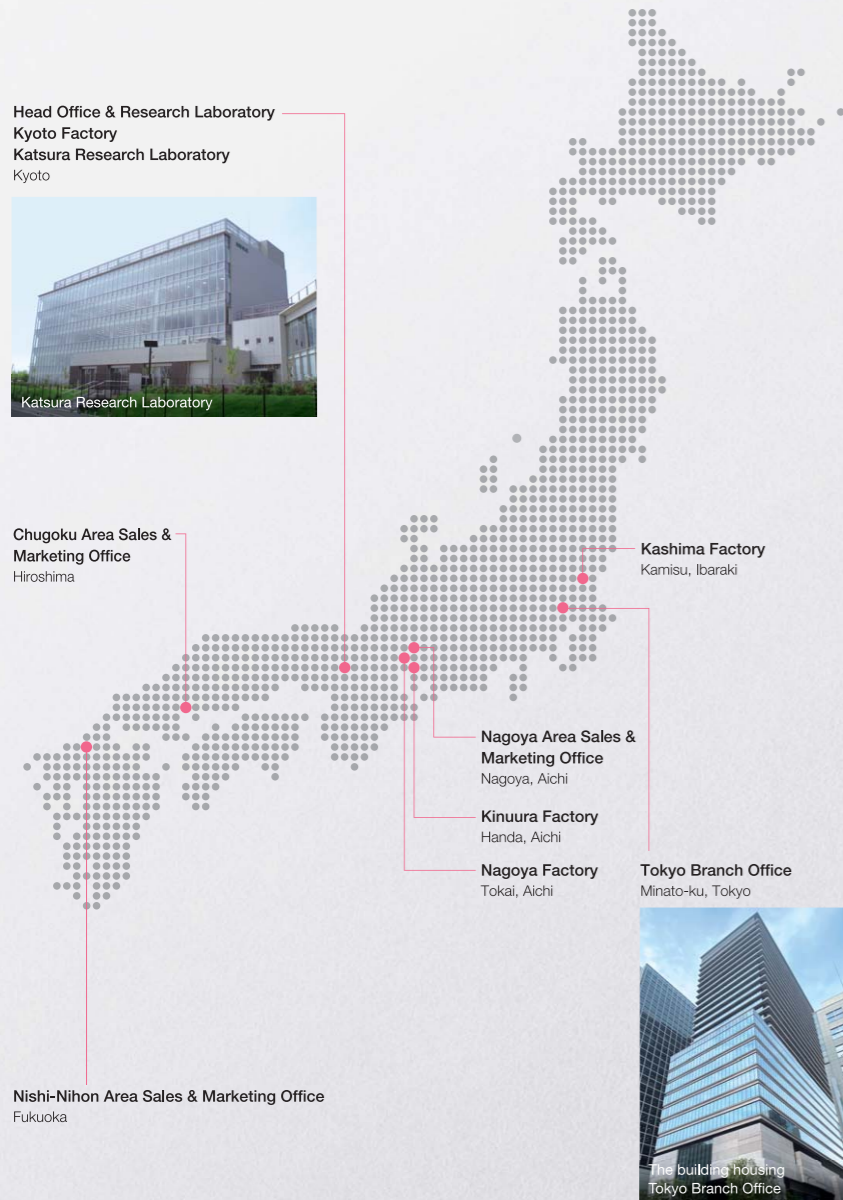 Head Office & Research Laboratory
Kyoto Factory
Katsura Research Laboratory
Kyoto
Katsura Research Laboratory
Chugoku Area Sales &
Marketing Office
Hiroshima
Kashima Factory
Kamisu, Ibaraki
Nagoya Area Sales &
Marketing Office
Nagoya, Aichi
Kinuura Factory
Handa, Aichi
Nagoya Factory
Tokai, Aichi
Tokyo Branch Office
Minato-ku, Tokyo
The building housing
Tokyo Branch Office
Nishi-Nihon Area Sales & Marketing Office
Fukuoka